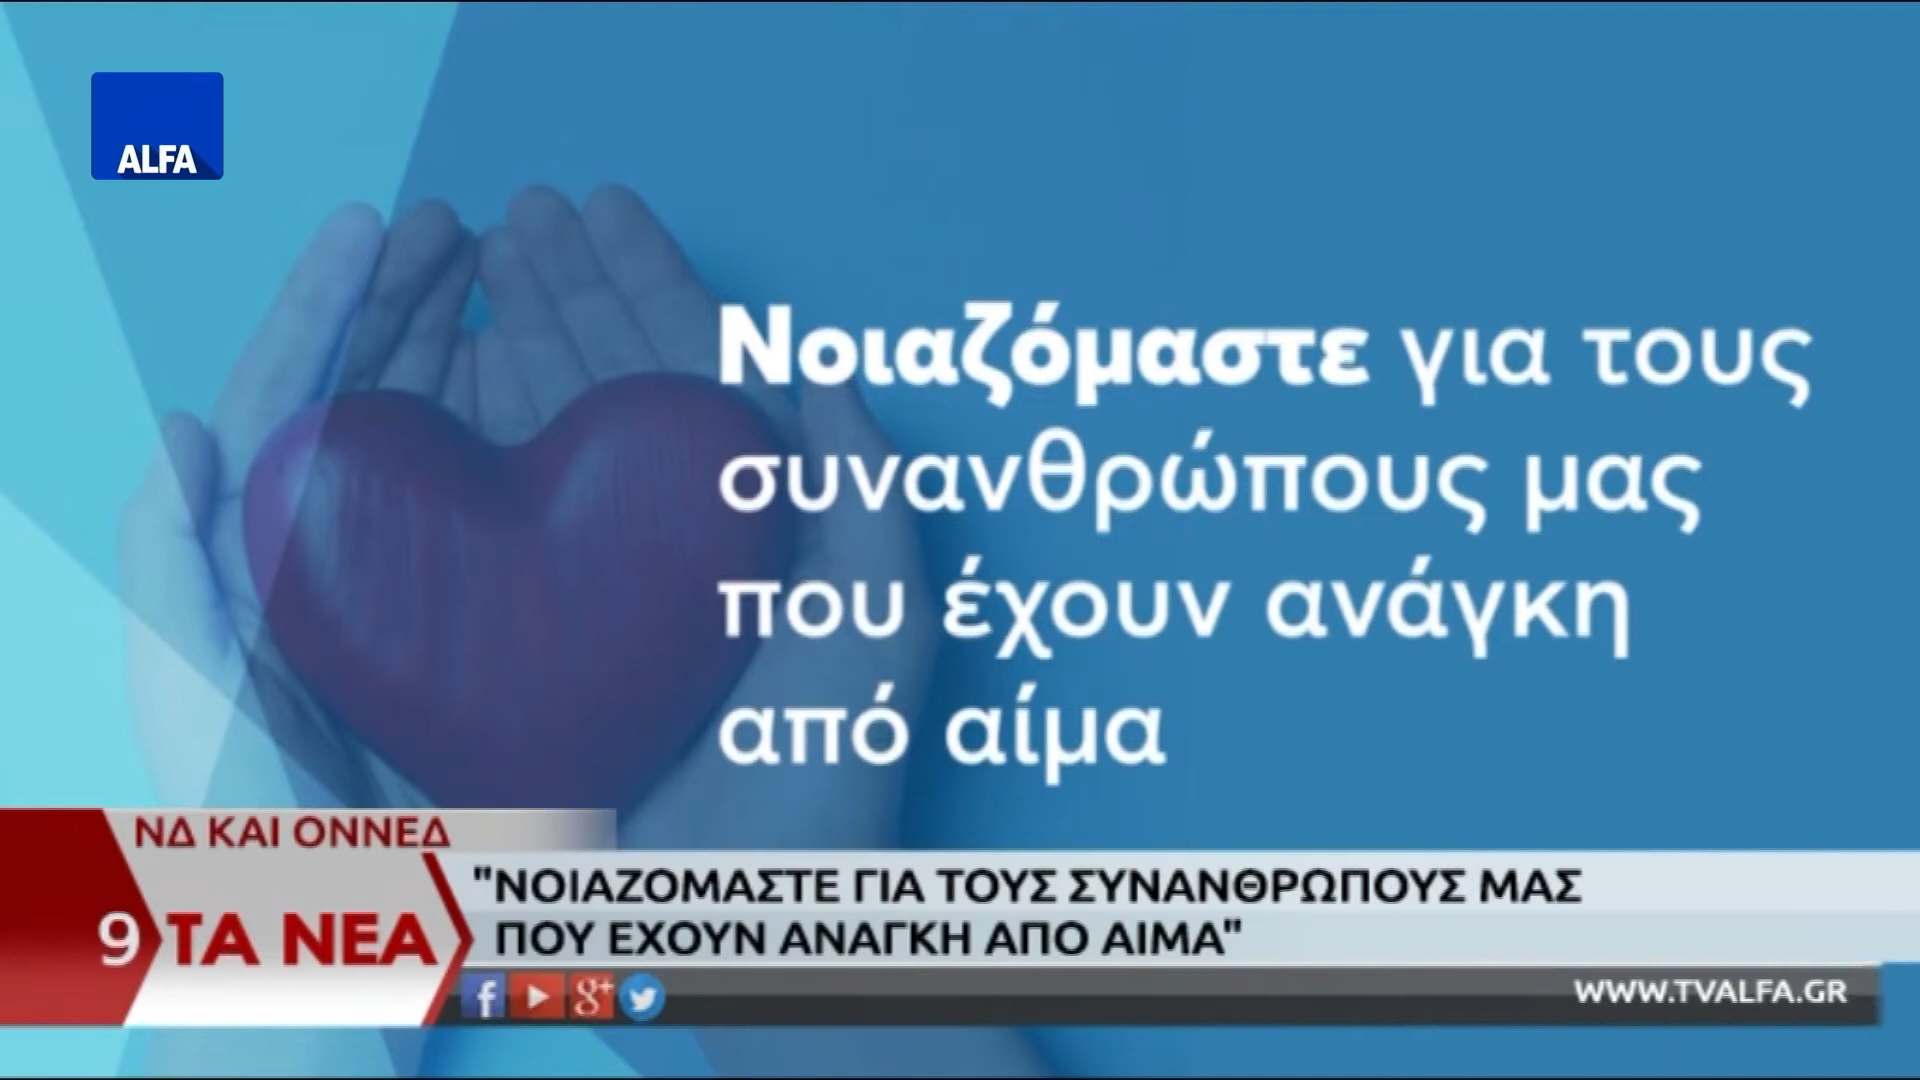 ALFA
Νοιαζόμαστε για τους
συνανθρώπους μας
που έχουν ανάγκη
από αίμα
ΝΔ ΚΑΙ ΟΝΝΕΔ
"ΝΟΙΑΖΟΜΑΣΤΕ ΓΙΑ ΤΟΥΣ ΣΥΝΑΝΘΡΩΠΟΥΣ ΜΑΣ
ΠΟΥ ΕΧΟΥΝ ΑΝΑΓΚΗ ΑΠΟ ΑΙΜΑ"
9 ΤΑ ΝΕΑ
f g+
WWW.TVALFA.GR